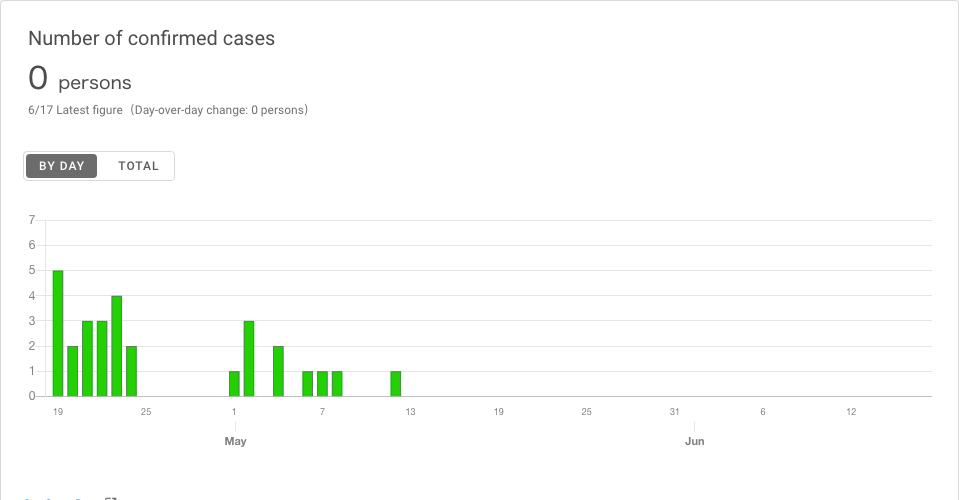 Number of confirmed cases
0 persons
6/17 Latest figure（Day-over-day change: 0 persons）
BY DAY TOTAL
7
6
5
4
3
2
1
0
19 25 1 7 13 19 25 31 6 12
May Jun